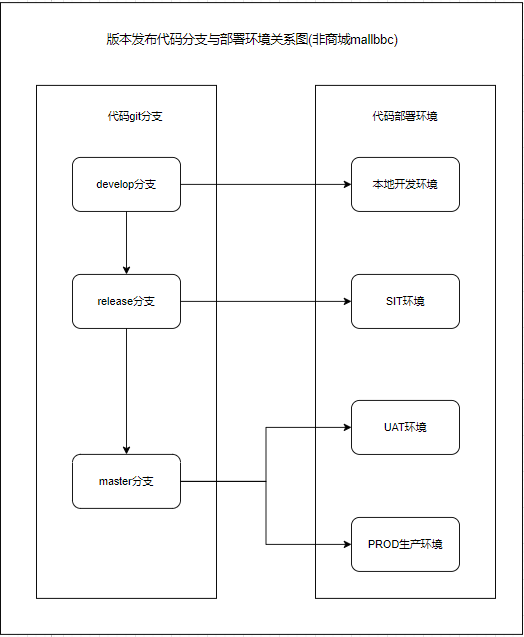 版本发布代码分支与部署环境关系图(非商城mallbbc)
代码git分支
代码部署环境
develop分支
本地开发环境
release分支
SIT环境
UAT环境
master分支
PROD生产环境